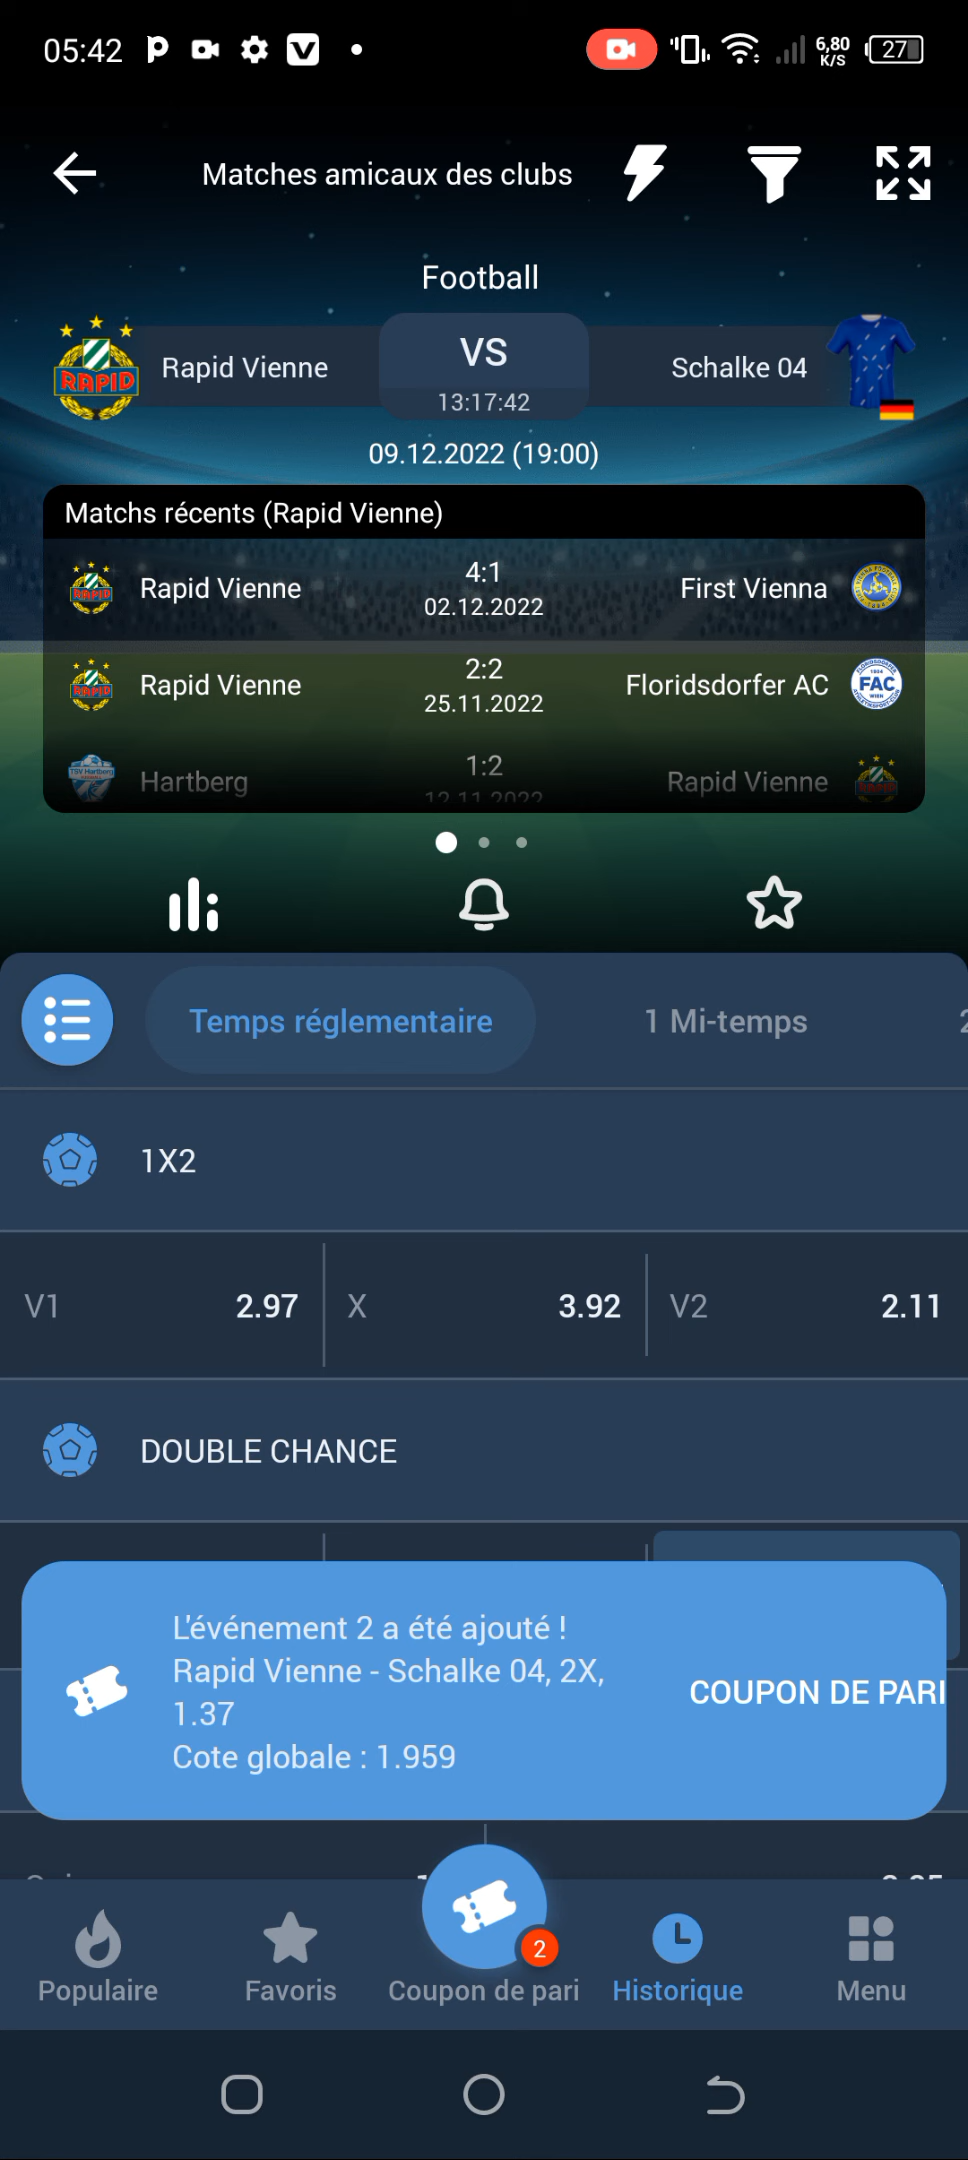 05:42
6,80
K/S
27
Matches amicaux des clubs
Football
Rapid Vienne
VS
Schalke 04
13:17:42
09.12.2022 (19:00)
Matchs récents (Rapid Vienne)
Rapid Vienne
4:1
First Vienna
02.12.2022
Rapid Vienne
2:2
Floridsdorfer AC
25.11.2022
Hartberg
1:2
Rapid Vienne
12.11.2022
Temps réglementaire
1 Mi-temps
1X2
V1
2.97
X
3.92
V2
2.11
DOUBLE CHANCE
L'événement 2 a été ajouté !
Rapid Vienne - Schalke 04, 2X,
1.37
Cote globale : 1.959
COUPON DE PARI
2
Populaire
Favoris
Coupon de pari
Historique
Menu